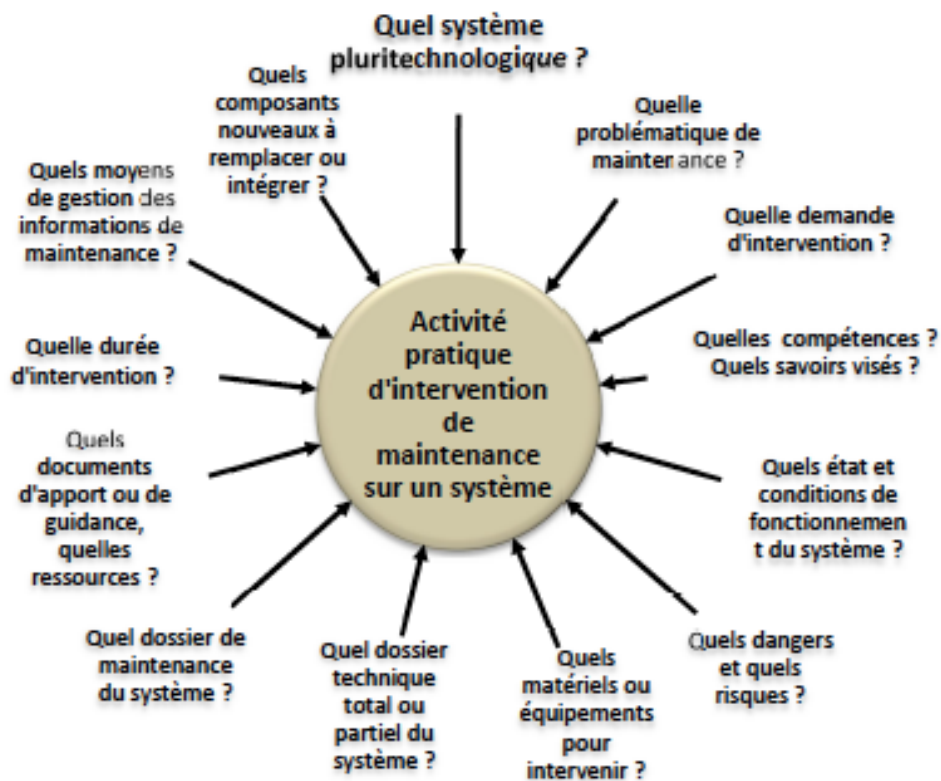 Quel système
pluritechnologique ?
Quelle
problématique de
maintenance ?
Quelle demande
d'intervention ?
Quelles compétences ?
Quels savoirs visés ?
Quels état et
conditions de
fonctionnemen
t du système ?
Quels dangers
et quels
risques ?
Quels
matériels ou
équipements
pour
intervenir ?
Quel dossier
technique
total ou
partiel du
système ?
Quel dossier de
maintenance
du système ?
Quels
documents
d'apport ou de
guidance,
quelles
ressources ?
Quelle durée
d'intervention ?
Quels moyens
de gestion des
informations de
maintenance ?
Quels
composants
nouveaux à
remplacer ou
intégrer ?
Activité
pratique
d'intervention
de
maintenance
sur un système